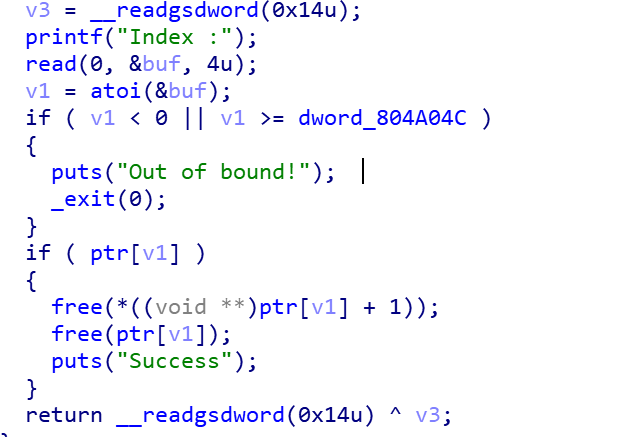 v3 = __readgsdword(0x14u);
printf("Index :");
read(0, &buf, 4u);
v1 = atoi(&buf);
if ( v1 < 0 || v1 >= dword_804A04C )
{
puts("Out of bound!");
_exit(0);
}
if ( ptr[v1] )
{
free(*((void **)ptr[v1] + 1));
free(ptr[v1]);
puts("Success");
}
return __readgsdword(0x14u) ^ v3;
}